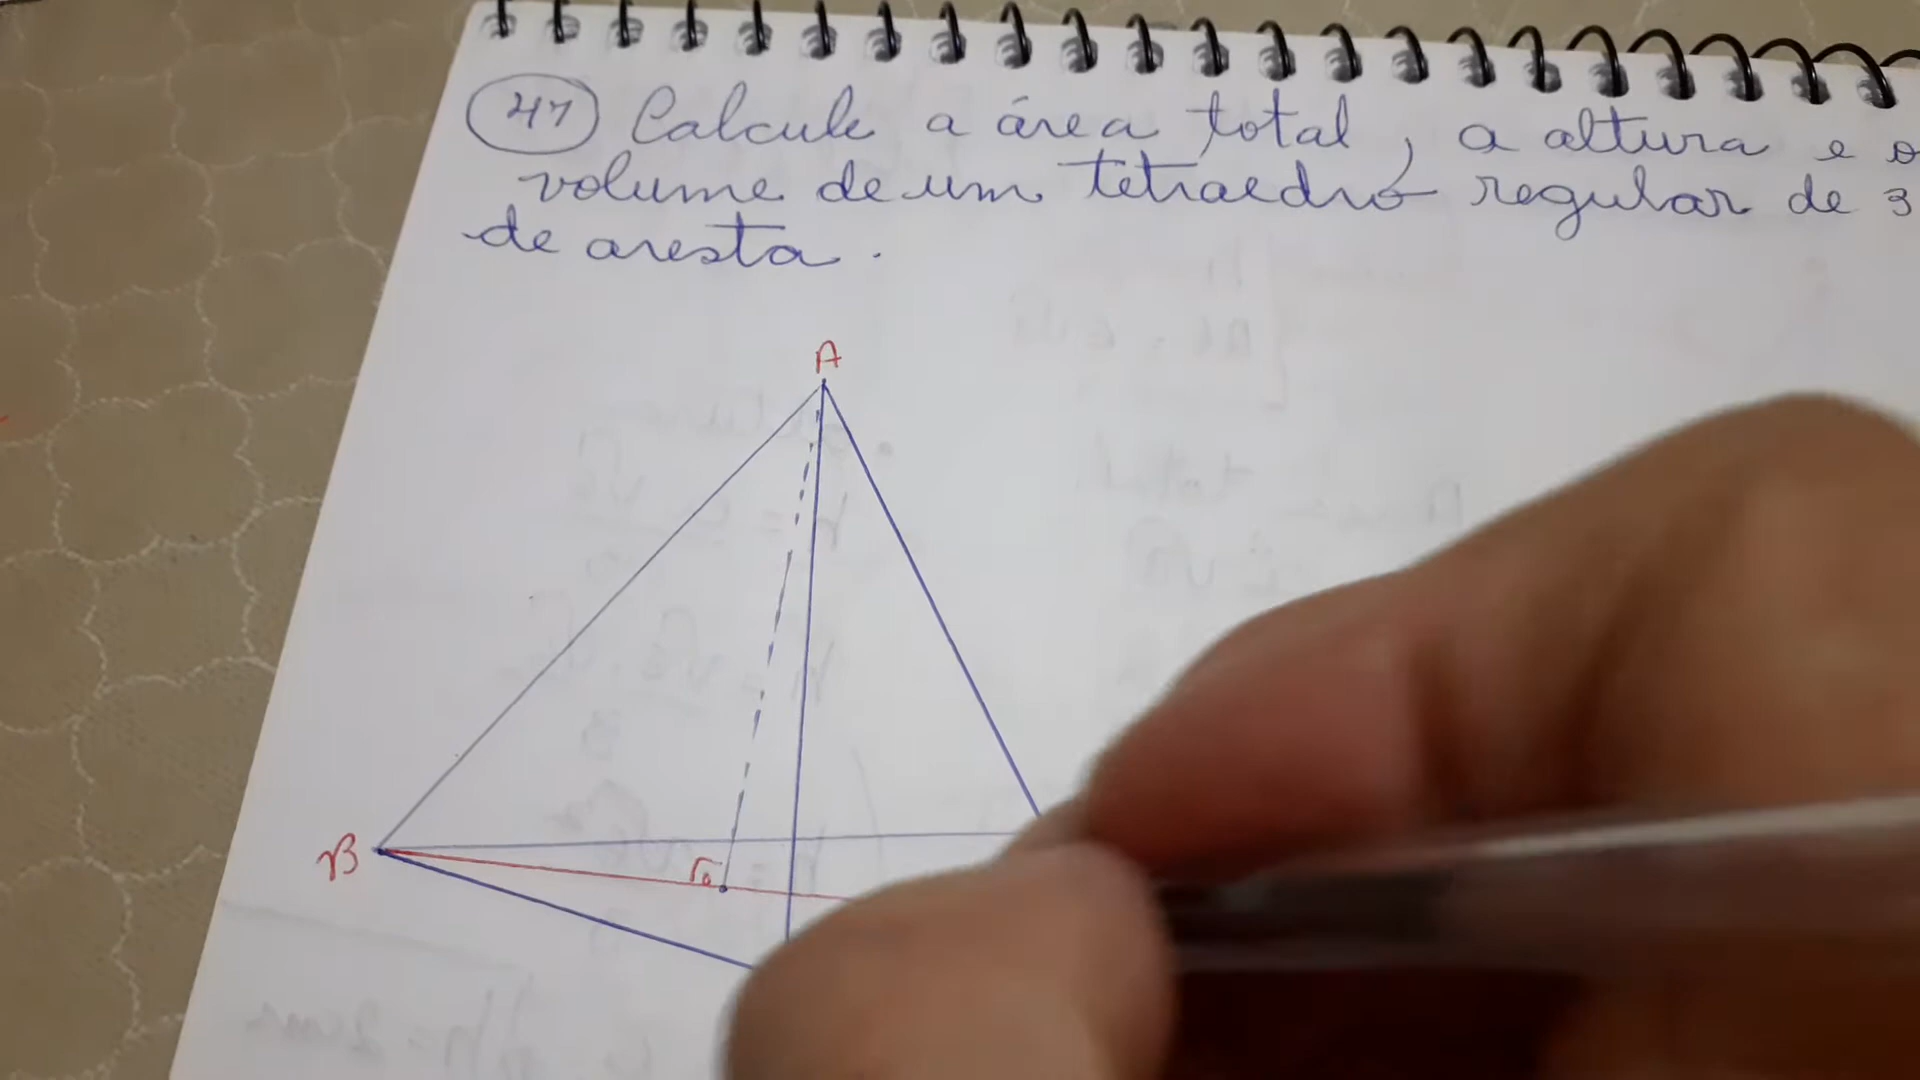 47 Calcule a área total, a altura e o
volume de um tetraedro regular de 3
de aresta.
A
B
G